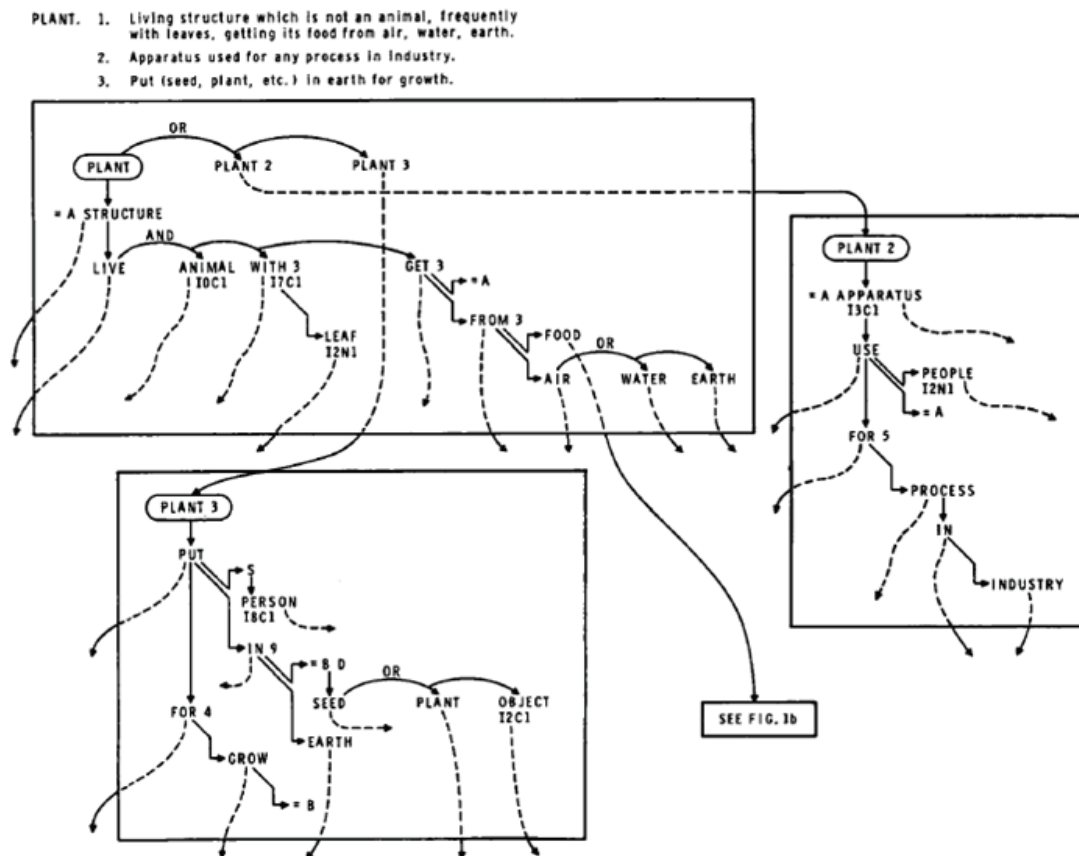 PLANT. 1. Living structure which is not an animal, frequently
with leaves, getting its food from air, water, earth.
2. Apparatus used for any process in industry.
3. Put (seed, plant, etc.) in earth for growth.
OR
PLANT
PLANT 2
PLANT 3
= A STRUCTURE
AND
LIVE
ANIMAL
I0C1
WITH 3
I7C1
GET 3
= A
LEAF
I2N1
FROM 3
FOOD
OR
AIR
WATER
EARTH
PLANT 2
= A APPARATUS
I3C1
USE
PEOPLE
I2N1
= A
FOR 5
PROCESS
IN
INDUSTRY
PLANT 3
PUT
S
PERSON
I8C1
IN 9
= B D
SEED
OR
PLANT
OBJECT
I2C1
EARTH
FOR 4
GROW
= B
SEE FIG. 1b